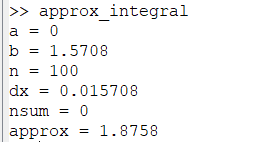 >> approx_integral
a = 0
b = 1.5708
n = 100
dx = 0.015708
nsum = 0
approx = 1.8758